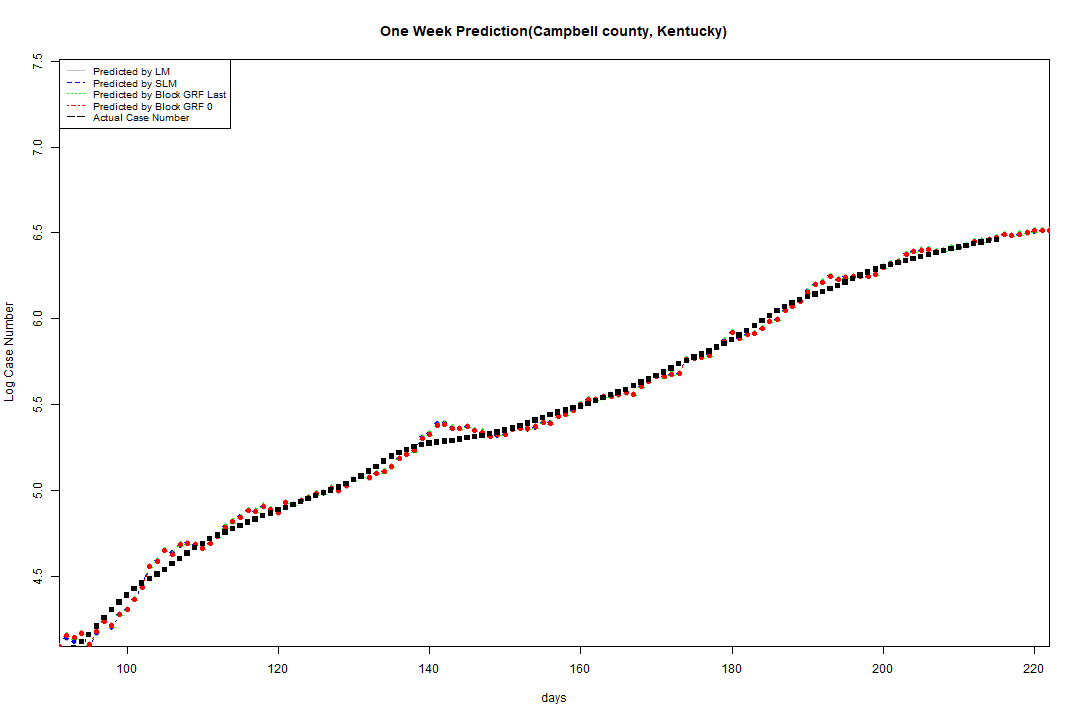 One Week Prediction(Campbell county, Kentucky)
Predicted by LM
Predicted by SLM
Predicted by Block GRF Last
Predicted by Block GRF 0
Actual Case Number
7.5
7.0
6.5
6.0
5.5
5.0
4.5
Log Case Number
100 120 140 160 180 200 220
days